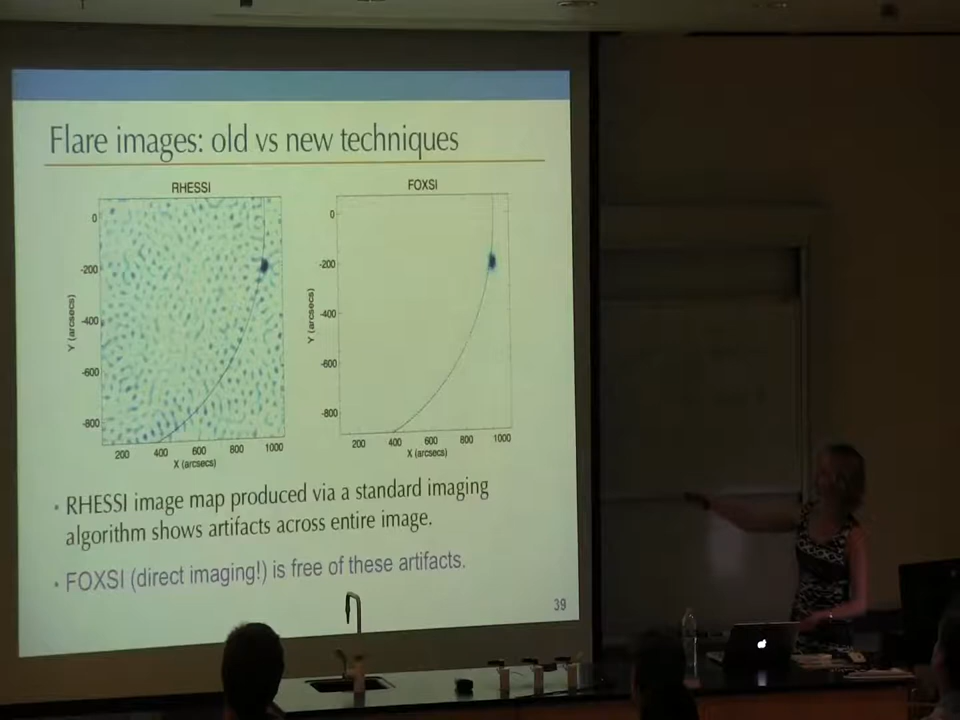 Flare images: old vs new techniques
RHESSI
FOXSI
0
-200
-400
-600
-800
Y (arcsecs)
200 400 600 800 1000
X (arcsecs)
0
-200
-400
-600
-800
Y (arcsecs)
200 400 600 800 1000
X (arcsecs)
• RHESSI image map produced via a standard imaging
algorithm shows artifacts across entire image.
• FOXSI (direct imaging!) is free of these artifacts.
39